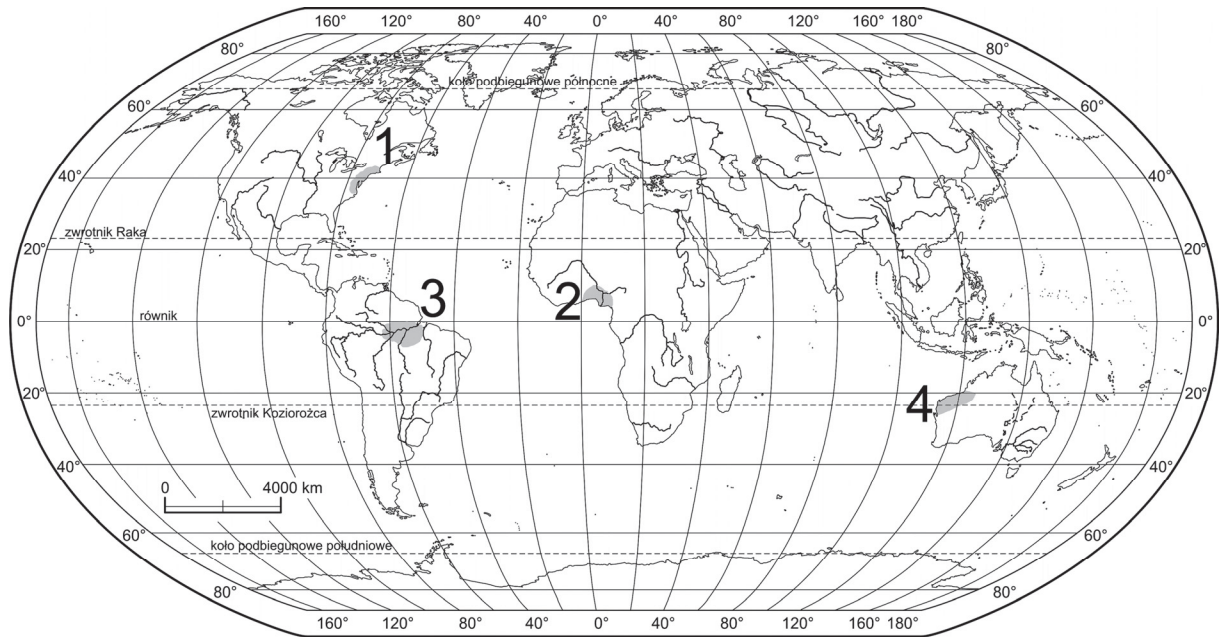 160° 120° 80° 40° 0° 40° 80° 120° 160° 180°
80° 80°
koło podbiegunowe północne
60° 60°
1
40° 40°
zwrotnik Raka
20° 20°
3 2
równik
0° 0°
20° 20°
4
zwrotnik Koziorożca
40° 40°
0 4000 km
60° 60°
koło podbiegunowe południowe
80° 80°
160° 120° 80° 40° 0° 40° 80° 120° 160° 180°